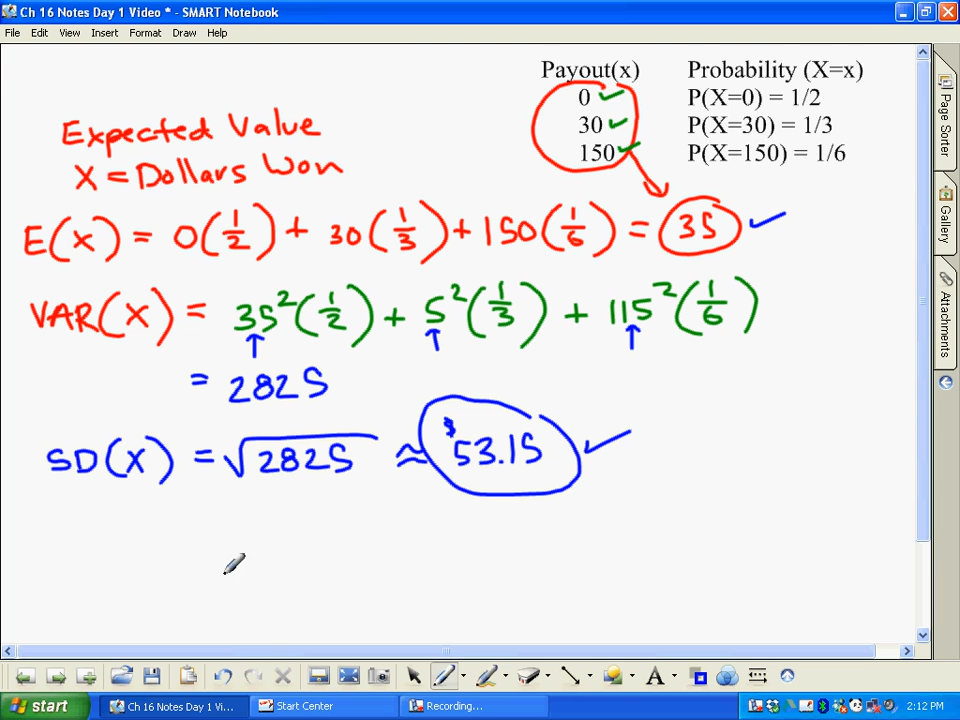 Ch 16 Notes Day 1 Video * - SMART Notebook
File Edit View Insert Format Draw Help
Payout(x) Probability (X=x)
0 P(X=0) = 1/2
30 P(X=30) = 1/3
150 P(X=150) = 1/6
Expected Value
X = Dollars Won
E(X) = 0(1/2) + 30(1/3) + 150(1/6) = 35
VAR(X) = 35²(1/2) + 5²(1/3) + 115²(1/6)
= 2825
SD(X) = √2825 ≈ $53.15
Page Sorter
Gallery
Attachments
start
Ch 16 Notes Day 1 Vi...
Start Center
Recording...
2:12 PM